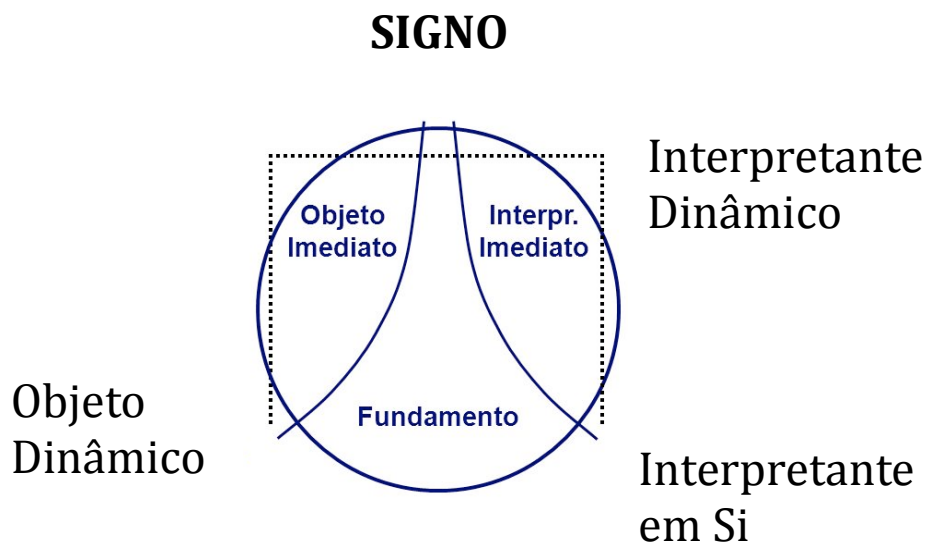 SIGNO
Interpretante
Dinâmico
Objeto
Imediato
Interpr.
Imediato
Objeto
Dinâmico
Fundamento
Interpretante
em Si